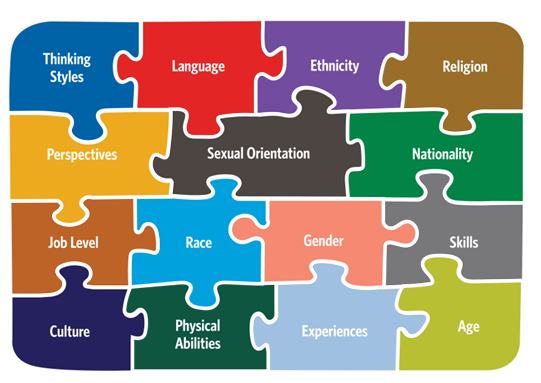 Thinking
Styles
Language
Ethnicity
Religion
Perspectives
Sexual Orientation
Nationality
Job Level
Race
Gender
Skills
Culture
Physical
Abilities
Experiences
Age